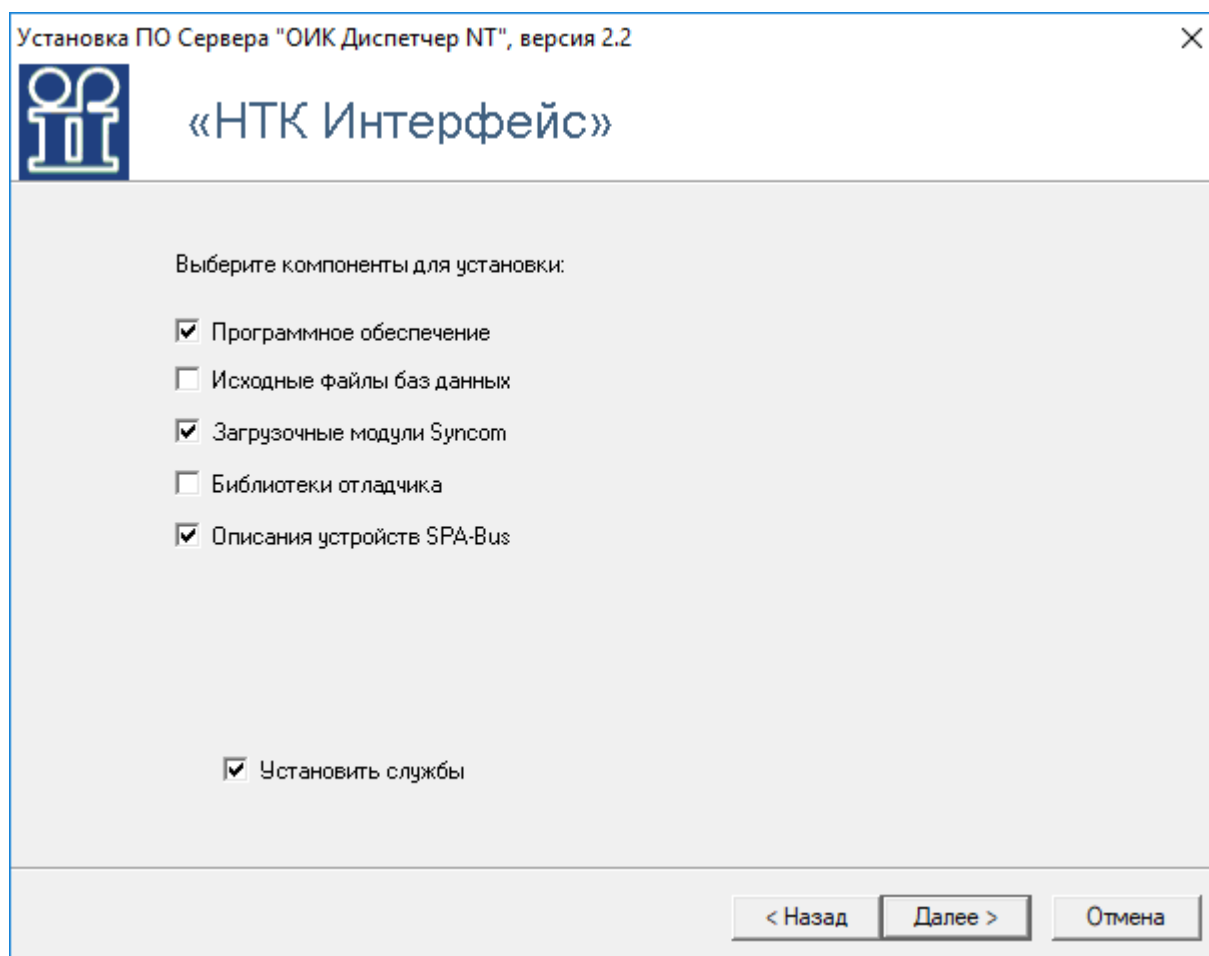 Установка ПО Сервера "ОИК Диспетчер NT", версия 2.2
«НТК Интерфейс»
Выберите компоненты для установки:
Программное обеспечение
Исходные файлы баз данных
Загрузочные модули Syncom
Библиотеки отладчика
Описания устройств SPA-Bus
Установить службы
< Назад Далее > Отмена